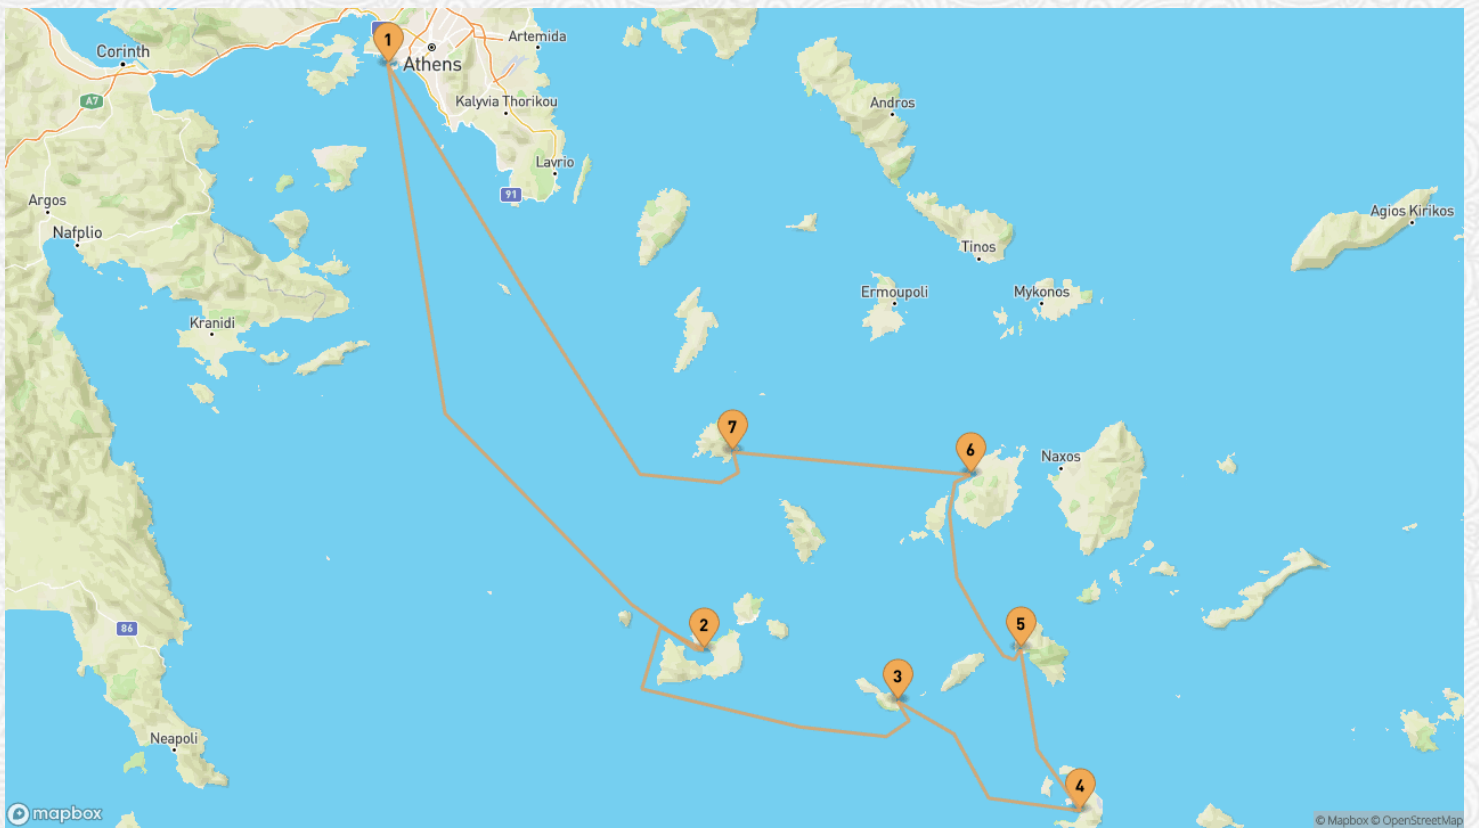 1
Athens
Corinth
A7
Artemida
Kalyvia Thorikou
Lavrio
91
Andros
Argos
Nafplio
Tinos
Agios Kirikos
Ermoupoli
Mykonos
Kranidi
7
6
Naxos
2
5
86
3
Neapoli
4
mapbox
© Mapbox © OpenStreetMap